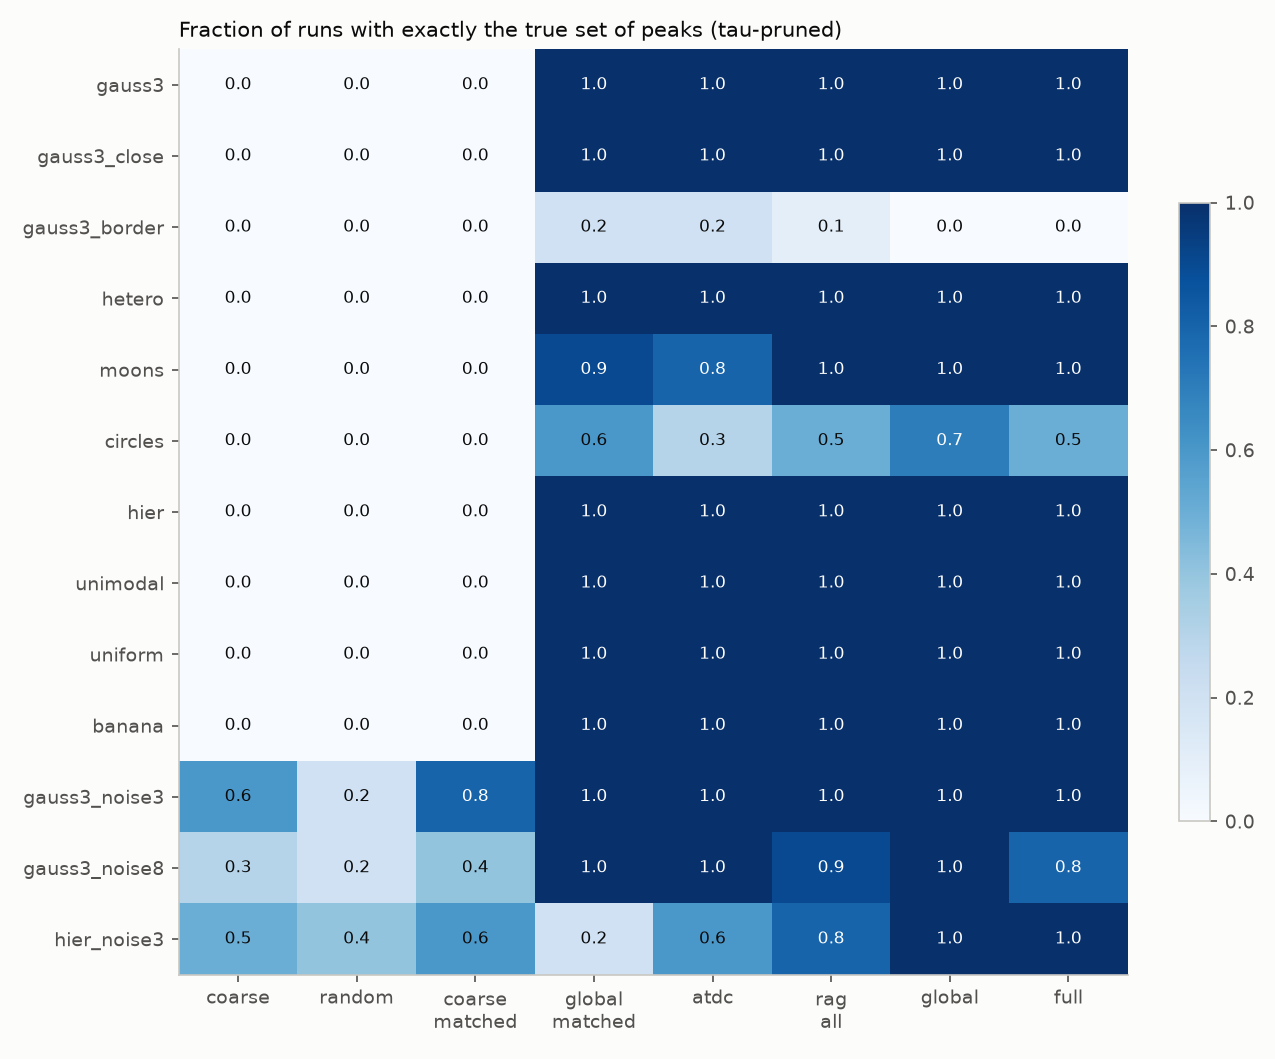 Fraction of runs with exactly the true set of peaks (tau-pruned)
gauss3 0.0 0.0 0.0 1.0 1.0 1.0 1.0 1.0
gauss3_close 0.0 0.0 0.0 1.0 1.0 1.0 1.0 1.0
gauss3_border 0.0 0.0 0.0 0.2 0.2 0.1 0.0 0.0
hetero 0.0 0.0 0.0 1.0 1.0 1.0 1.0 1.0
moons 0.0 0.0 0.0 0.9 0.8 1.0 1.0 1.0
circles 0.0 0.0 0.0 0.6 0.3 0.5 0.7 0.5
hier 0.0 0.0 0.0 1.0 1.0 1.0 1.0 1.0
unimodal 0.0 0.0 0.0 1.0 1.0 1.0 1.0 1.0
uniform 0.0 0.0 0.0 1.0 1.0 1.0 1.0 1.0
banana 0.0 0.0 0.0 1.0 1.0 1.0 1.0 1.0
gauss3_noise3 0.6 0.2 0.8 1.0 1.0 1.0 1.0 1.0
gauss3_noise8 0.3 0.2 0.4 1.0 1.0 0.9 1.0 0.8
hier_noise3 0.5 0.4 0.6 0.2 0.6 0.8 1.0 1.0
coarse random coarse global atdc rag global full
matched matched all
1.0
0.8
0.6
0.4
0.2
0.0